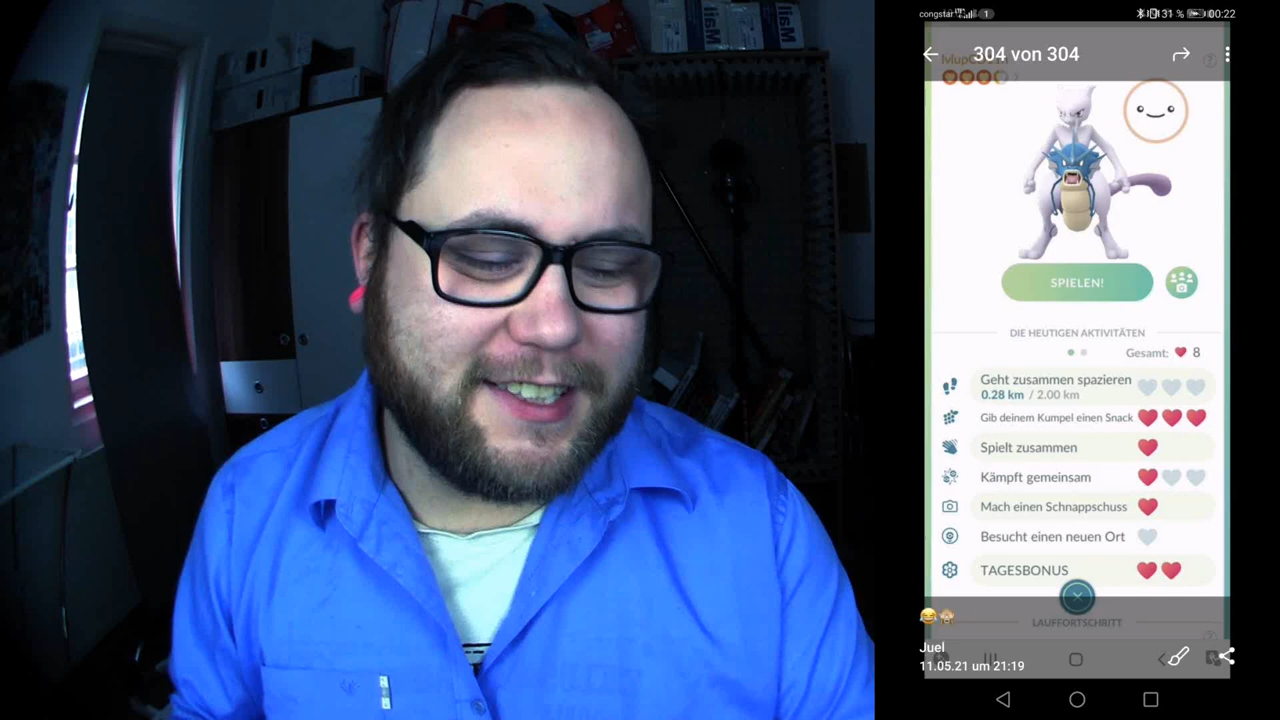 congstar 1 31 % 00:22
304 von 304
SPIELEN!
DIE HEUTIGEN AKTIVITÄTEN
Gesamt: 8
Geht zusammen spazieren
0.28 km / 2.00 km
Gib deinem Kumpel einen Snack
Spielt zusammen
Kämpft gemeinsam
Mach einen Schnappschuss
Besucht einen neuen Ort
TAGESBONUS
LAUFFORTSCHRITT
Juel
11.05.21 um 21:19